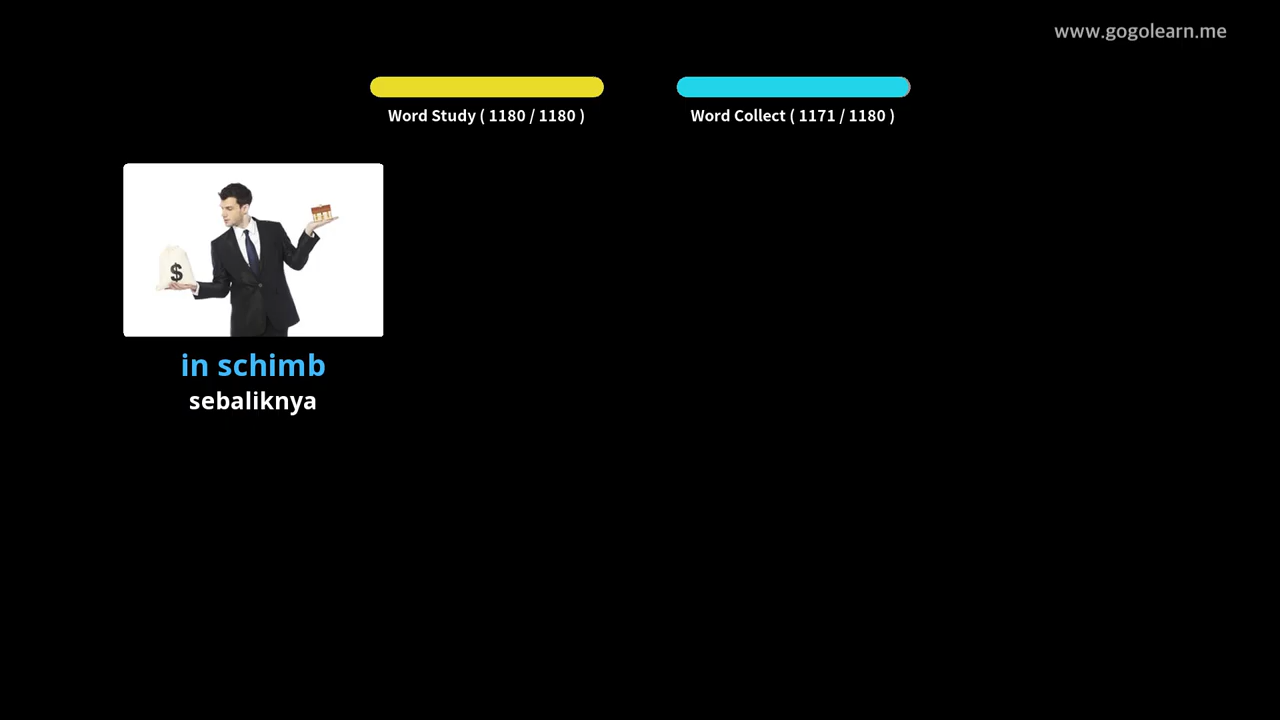 www.gogolearn.me
Word Study ( 1180 / 1180 )
Word Collect ( 1171 / 1180 )
$
in schimb
sebaliknya